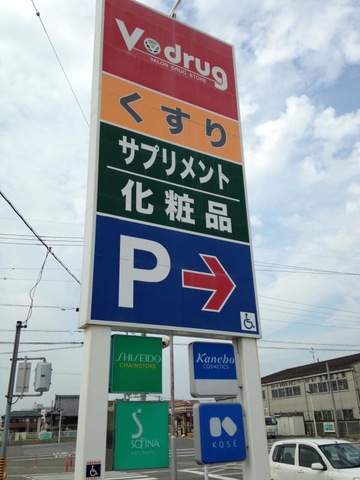 V・drug
VALOR DRUG STORE
くすり
サプリメント
化粧品
P→
SHISEIDO
CHAINSTORE
Kanebo
COSMETICS
SOFINA
KOSÉ